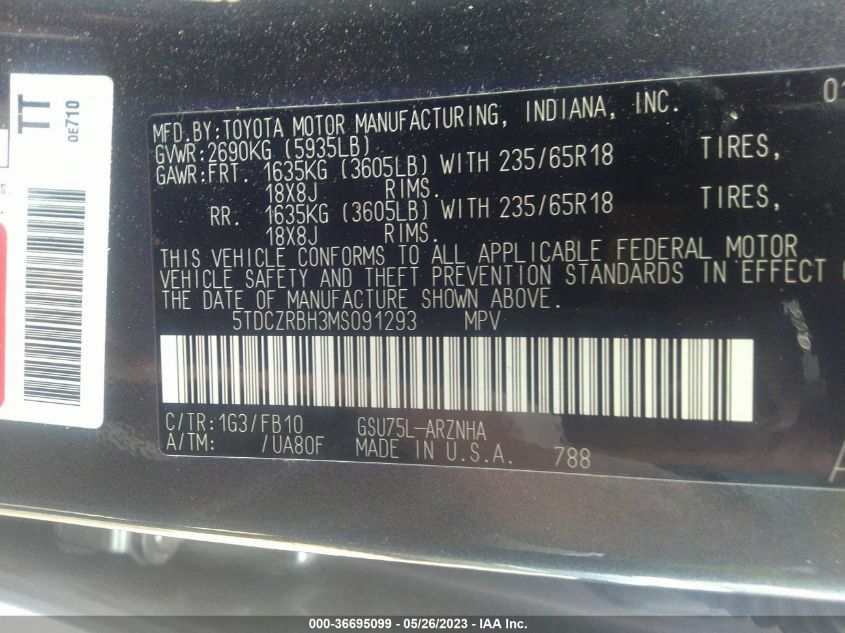 01
MFD.BY:TOYOTA MOTOR MANUFACTURING, INDIANA, INC.
GVWR:2690KG (5935LB)
GAWR:FRT. 1635KG (3605LB) WITH 235/65R18 TIRES,
18X8J RIMS.
RR. 1635KG (3605LB) WITH 235/65R18 TIRES,
18X8J RIMS.
THIS VEHICLE CONFORMS TO ALL APPLICABLE FEDERAL MOTOR
VEHICLE SAFETY AND THEFT PREVENTION STANDARDS IN EFFECT
THE DATE OF MANUFACTURE SHOWN ABOVE.
5TDCZRBH3MS091293 MPV
C/TR:1G3/FB10 GSU75L-ARZNHA
A/TM: /UA80F MADE IN U.S.A. 788
TT
0E710
000-36695099 - 05/26/2023 - IAA Inc.